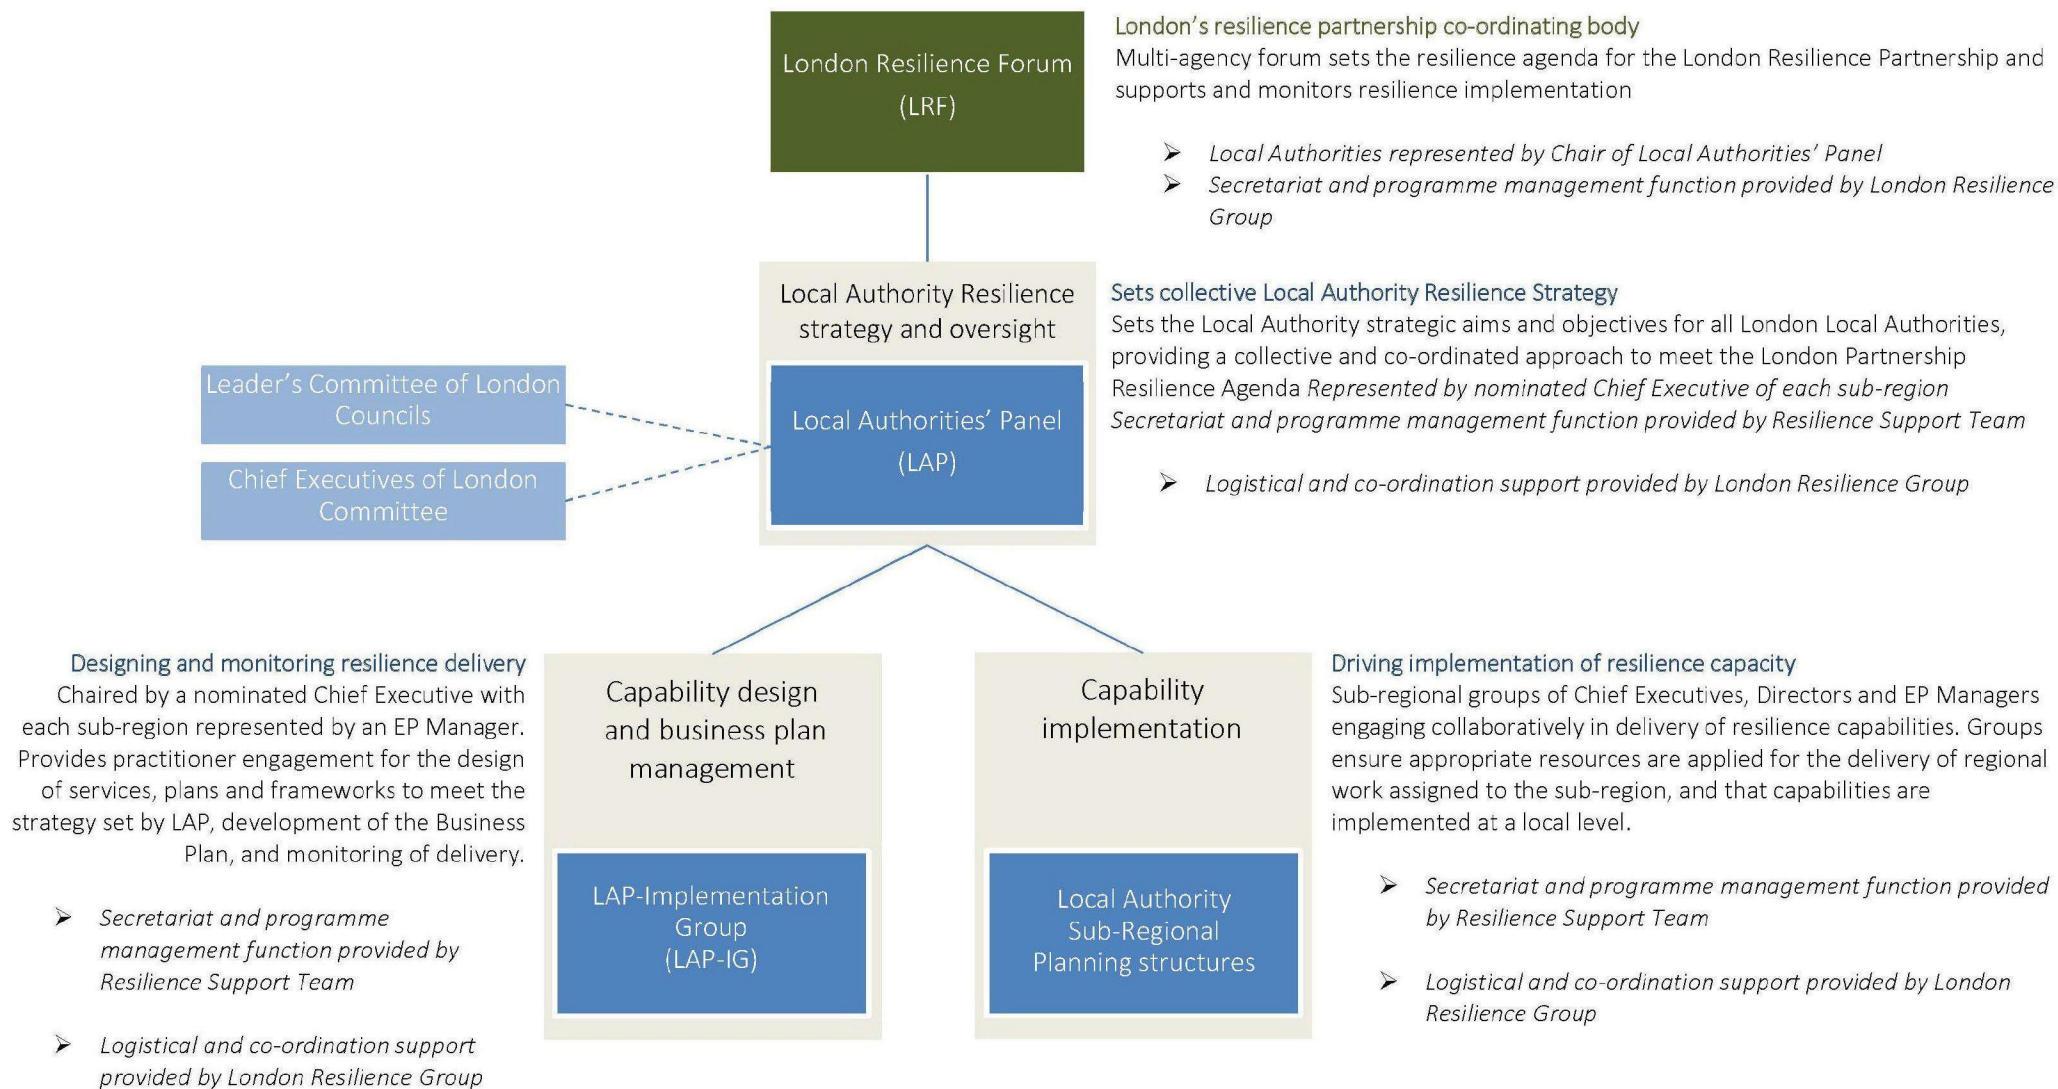 London Resilience Forum
(LRF)
London's resilience partnership co-ordinating body
Multi-agency forum sets the resilience agenda for the London Resilience Partnership and
supports and monitors resilience implementation
➢ Local Authorities represented by Chair of Local Authorities' Panel
➢ Secretariat and programme management function provided by London Resilience
Group
Local Authority Resilience
strategy and oversight
Local Authorities' Panel
(LAP)
Sets collective Local Authority Resilience Strategy
Sets the Local Authority strategic aims and objectives for all London Local Authorities,
providing a collective and co-ordinated approach to meet the London Partnership
Resilience Agenda Represented by nominated Chief Executive of each sub-region
Secretariat and programme management function provided by Resilience Support Team
➢ Logistical and co-ordination support provided by London Resilience Group
Leader's Committee of London
Councils
Chief Executives of London
Committee
Designing and monitoring resilience delivery
Chaired by a nominated Chief Executive with
each sub-region represented by an EP Manager.
Provides practitioner engagement for the design
of services, plans and frameworks to meet the
strategy set by LAP, development of the Business
Plan, and monitoring of delivery.
➢ Secretariat and programme
management function provided by
Resilience Support Team
➢ Logistical and co-ordination support
provided by London Resilience Group
Capability design
and business plan
management
LAP-Implementation
Group
(LAP-IG)
Capability
implementation
Local Authority
Sub-Regional
Planning structures
Driving implementation of resilience capacity
Sub-regional groups of Chief Executives, Directors and EP Managers
engaging collaboratively in delivery of resilience capabilities. Groups
ensure appropriate resources are applied for the delivery of regional
work assigned to the sub-region, and that capabilities are
implemented at a local level.
➢ Secretariat and programme management function provided
by Resilience Support Team
➢ Logistical and co-ordination support provided by London
Resilience Group